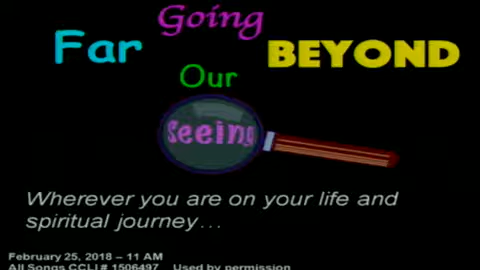 Going
Far
BEYOND
Our
Seeing
Wherever you are on your life and
spiritual journey…
February 25, 2018 – 11 AM
All Songs CCLI # 1506497 Used by permission